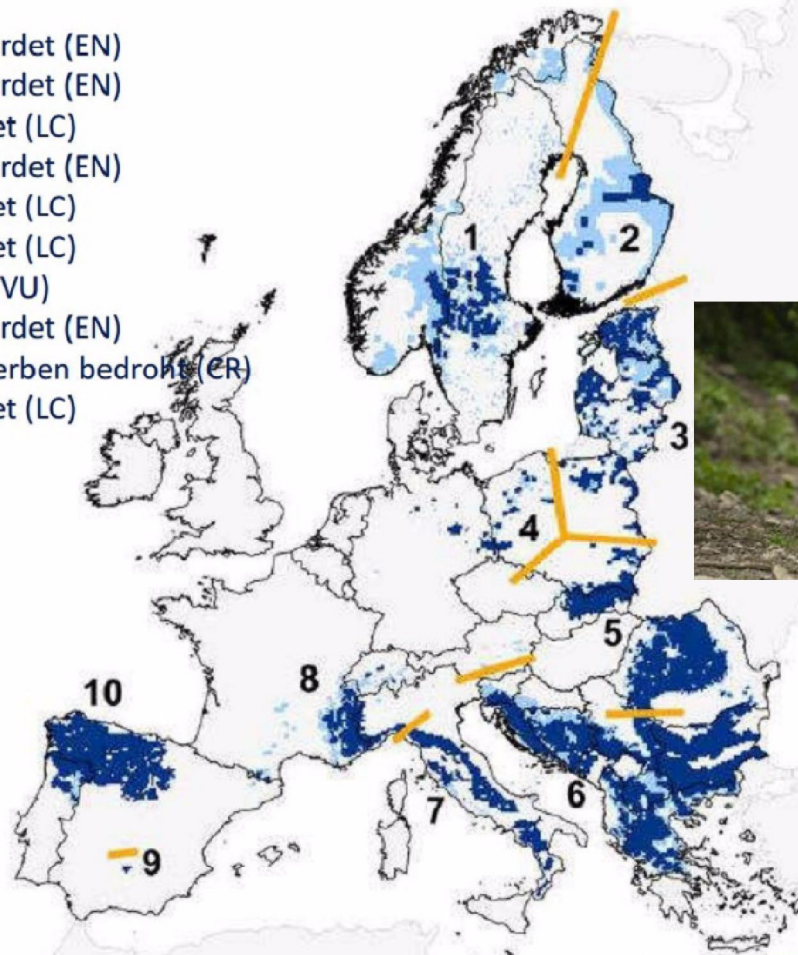 rdet (EN)
rdet (EN)
et (LC)
rdet (EN)
et (LC)
et (LC)
VU)
rdet (EN)
erben bedroht (CR)
et (LC)
1
2
3
4
5
8
10
6
7
9